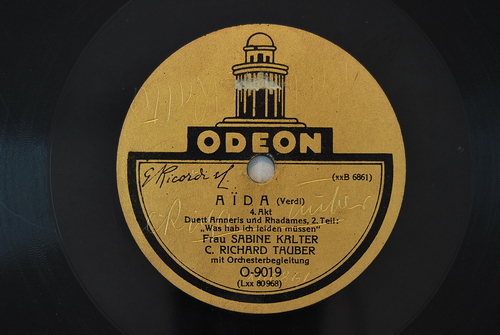 ODEON
G Ricordi
(xxB 6861)
AÏDA (Verdi)
4. Akt
Duett Amneris und Rhadames, 2. Teil:
„Was hab ich leiden müssen"
Frau SABINE KALTER
C. RICHARD TAUBER
mit Orchesterbegleitung
O-9019
(Lxx 80968)